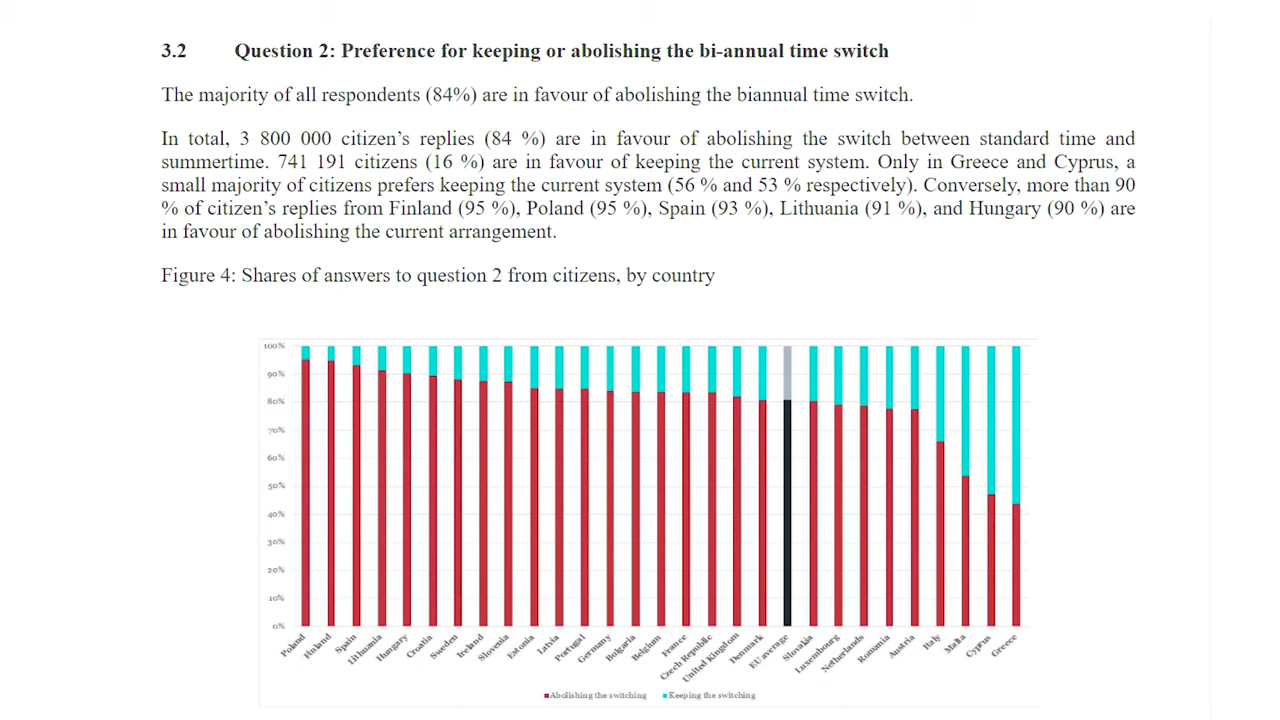 3.2 Question 2: Preference for keeping or abolishing the bi-annual time switch
The majority of all respondents (84%) are in favour of abolishing the biannual time switch.
In total, 3 800 000 citizen's replies (84 %) are in favour of abolishing the switch between standard time and
summertime. 741 191 citizens (16 %) are in favour of keeping the current system. Only in Greece and Cyprus, a
small majority of citizens prefers keeping the current system (56 % and 53 % respectively). Conversely, more than 90
% of citizen's replies from Finland (95 %), Poland (95 %), Spain (93 %), Lithuania (91 %), and Hungary (90 %) are
in favour of abolishing the current arrangement.
Figure 4: Shares of answers to question 2 from citizens, by country
100%
90%
80%
70%
60%
50%
40%
30%
20%
10%
0%
Poland
Finland
Spain
Lithuania
Hungary
Croatia
Sweden
Ireland
Slovenia
Estonia
Latvia
Portugal
Germany
Bulgaria
Belgium
France
Czech Republic
United Kingdom
Denmark
EU average
Slovakia
Luxembourg
Netherlands
Romania
Austria
Italy
Malta
Cyprus
Greece
Abolishing the switching Keeping the switching